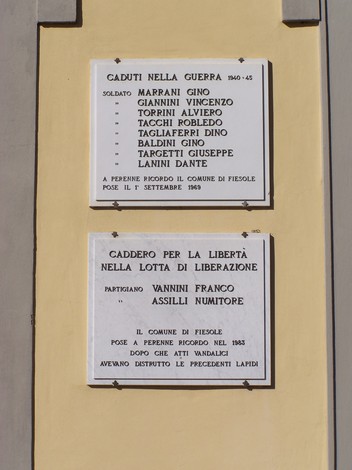 CADUTI NELLA GUERRA 1940-45
SOLDATO MARRANI GINO
" GIANNINI VINCENZO
" TORRINI ALVIERO
" TACCHI ROBLEDO
" TAGLIAFERRI DINO
" BALDINI GINO
" TARGETTI GIUSEPPE
" LANINI DANTE
A PERENNE RICORDO IL COMUNE DI FIESOLE
POSE IL 1° SETTEMBRE 1969
CADDERO PER LA LIBERTÀ
NELLA LOTTA DI LIBERAZIONE
PARTIGIANO VANNINI FRANCO
" ASSILLI NUMITORE
IL COMUNE DI FIESOLE
POSE A PERENNE RICORDO NEL 1983
DOPO CHE ATTI VANDALICI
AVEVANO DISTRUTTO LE PRECEDENTI LAPIDI